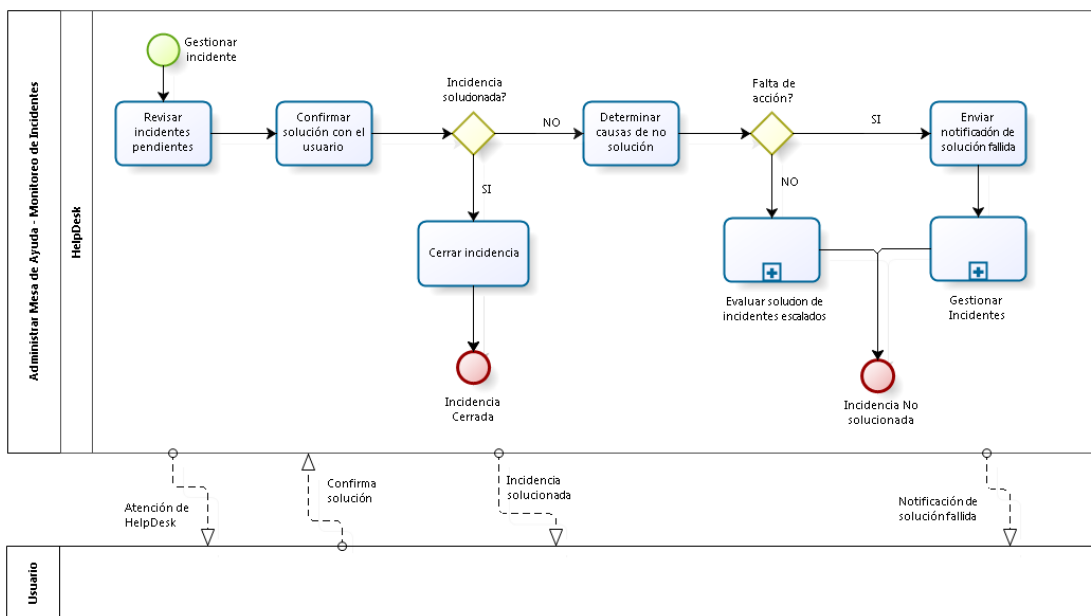 Administrar Mesa de Ayuda - Monitoreo de Incidentes
HelpDesk
Gestionar
incidente
Revisar
incidentes
pendientes
Confirmar
solución con el
usuario
Incidencia
solucionada?
NO
SI
Cerrar incidencia
Incidencia
Cerrada
Determinar
causas de no
solución
Falta de
acción?
SI
NO
Enviar
notificación de
solución fallida
Evaluar solucion de
incidentes escalados
Gestionar
Incidentes
Incidencia No
solucionada
Atención de
HelpDesk
Confirma
solución
Incidencia
solucionada
Notificación de
solución fallida
Usuario